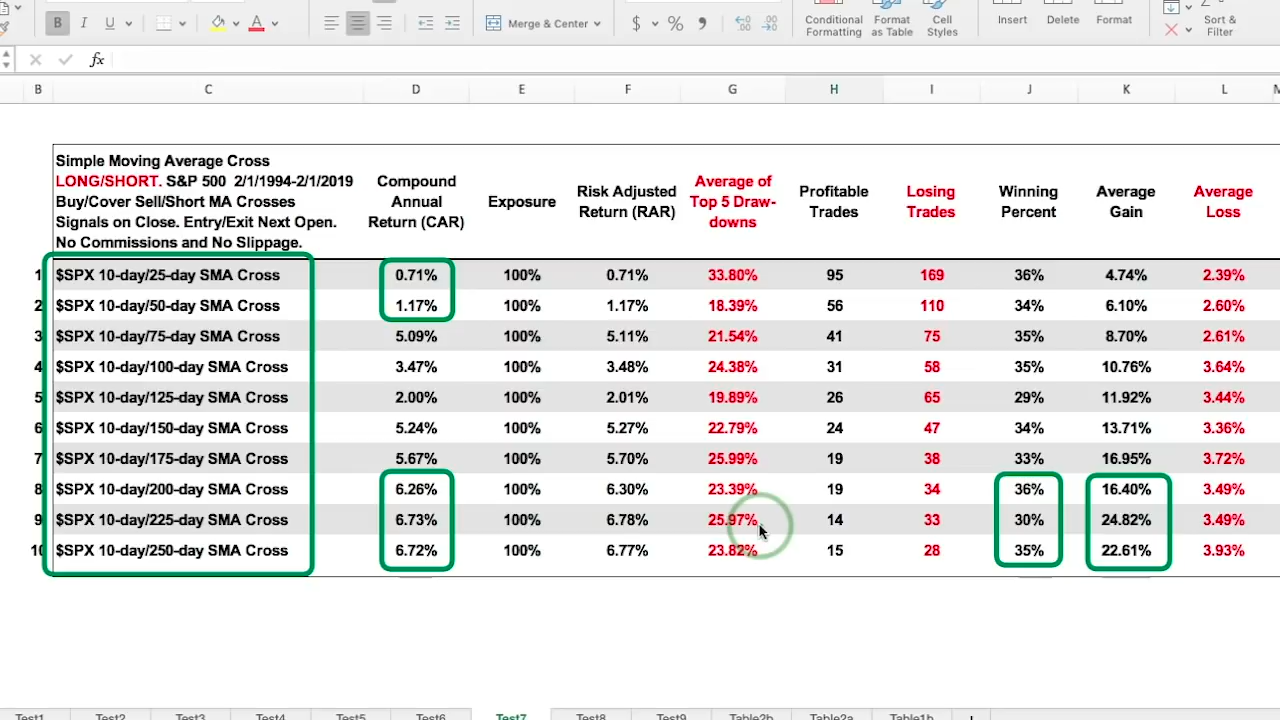 B I U Merge & Center $ % Conditional Formatting Format as Table Cell Styles Insert Delete Format Sort & Filter
fx
B C D E F G H I J K L
Simple Moving Average Cross
LONG/SHORT. S&P 500 2/1/1994-2/1/2019
Buy/Cover Sell/Short MA Crosses
Signals on Close. Entry/Exit Next Open.
No Commissions and No Slippage.
Compound
Annual
Return (CAR)
Exposure
Risk Adjusted
Return (RAR)
Average of
Top 5 Draw-
downs
Profitable
Trades
Losing
Trades
Winning
Percent
Average
Gain
Average
Loss
1 $SPX 10-day/25-day SMA Cross 0.71% 100% 0.71% 33.80% 95 169 36% 4.74% 2.39%
2 $SPX 10-day/50-day SMA Cross 1.17% 100% 1.17% 18.39% 56 110 34% 6.10% 2.60%
3 $SPX 10-day/75-day SMA Cross 5.09% 100% 5.11% 21.54% 41 75 35% 8.70% 2.61%
4 $SPX 10-day/100-day SMA Cross 3.47% 100% 3.48% 24.38% 31 58 35% 10.76% 3.64%
5 $SPX 10-day/125-day SMA Cross 2.00% 100% 2.01% 19.89% 26 65 29% 11.92% 3.44%
6 $SPX 10-day/150-day SMA Cross 5.24% 100% 5.27% 22.79% 24 47 34% 13.71% 3.36%
7 $SPX 10-day/175-day SMA Cross 5.67% 100% 5.70% 25.99% 19 38 33% 16.95% 3.72%
8 $SPX 10-day/200-day SMA Cross 6.26% 100% 6.30% 23.39% 19 34 36% 16.40% 3.49%
9 $SPX 10-day/225-day SMA Cross 6.73% 100% 6.78% 25.97% 14 33 30% 24.82% 3.49%
10 $SPX 10-day/250-day SMA Cross 6.72% 100% 6.77% 23.82% 15 28 35% 22.61% 3.93%
Test1 Test2 Test3 Test4 Test5 Test6 Test7 Test8 Test9 Table2b Table2a Table1b +